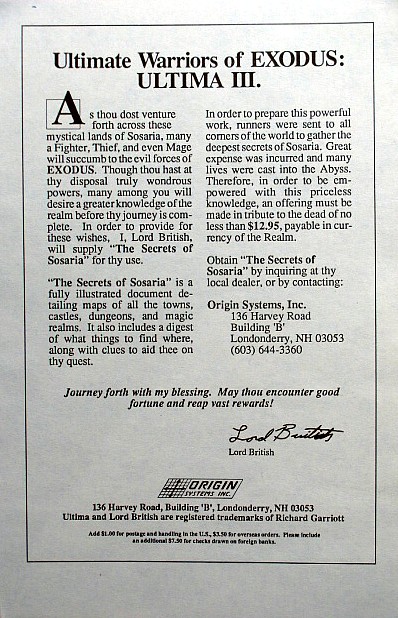 Ultimate Warriors of EXODUS:
ULTIMA III.
As thou dost venture
forth across these
mystical lands of Sosaria, many
a Fighter, Thief, and even Mage
will succumb to the evil forces of
EXODUS. Though thou hast at
thy disposal truly wondrous
powers, many among you will
desire a greater knowledge of the
realm before thy journey is com-
plete. In order to provide for
these wishes, I, Lord British,
will supply "The Secrets of
Sosaria" for thy use.
"The Secrets of Sosaria" is a
fully illustrated document de-
tailing maps of all the towns,
castles, dungeons, and magic
realms. It also includes a digest
of what things to find where,
along with clues to aid thee on
thy quest.
In order to prepare this powerful
work, runners were sent to all
corners of the world to gather the
deepest secrets of Sosaria. Great
expense was incurred and many
lives were cast into the Abyss.
Therefore, in order to be em-
powered with this priceless
knowledge, an offering must be
made in tribute to the dead of no
less than $12.95, payable in cur-
rency of the Realm.
Obtain "The Secrets of
Sosaria" by inquiring at thy
local dealer, or by contacting:
Origin Systems, Inc.
136 Harvey Road
Building 'B'
Londonderry, NH 03053
(603) 644-3360
Journey forth with my blessing. May thou encounter good
fortune and reap vast rewards!
Lord British
Lord British
ORIGIN
SYSTEMS INC.
136 Harvey Road, Building 'B', Londonderry, NH 03053
Ultima and Lord British are registered trademarks of Richard Garriott
Add $1.00 for postage and handling in the U.S., $3.50 for overseas orders. Please include
an additional $7.50 for checks drawn on foreign banks.